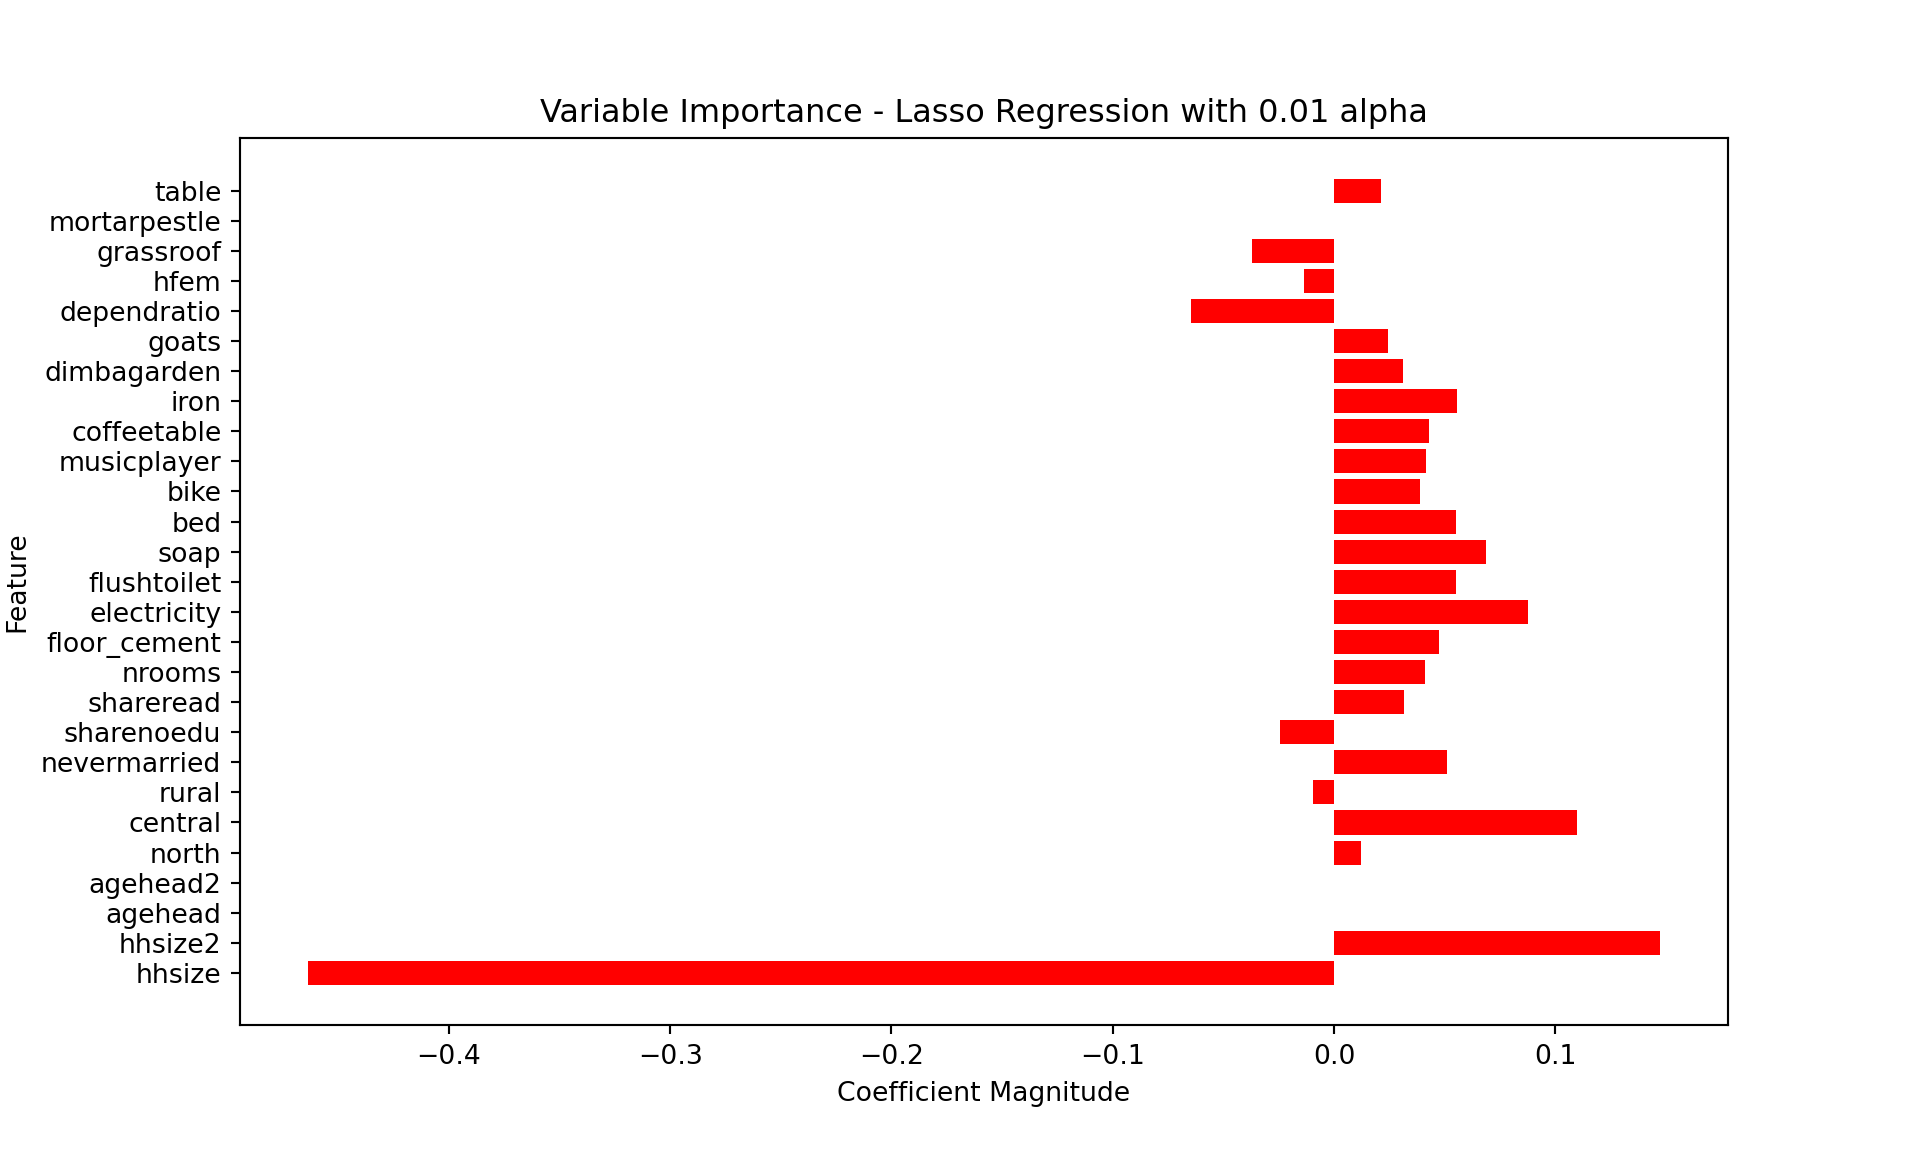 Variable Importance - Lasso Regression with 0.01 alpha
table
mortarpestle
grassroof
hfem
dependratio
goats
dimbagarden
iron
coffeetable
musicplayer
bike
bed
soap
flushtoilet
electricity
floor_cement
nrooms
shareread
sharenoedu
nevermarried
rural
central
north
agehead2
agehead
hhsize2
hhsize
Feature
−0.4 −0.3 −0.2 −0.1 0.0 0.1
Coefficient Magnitude